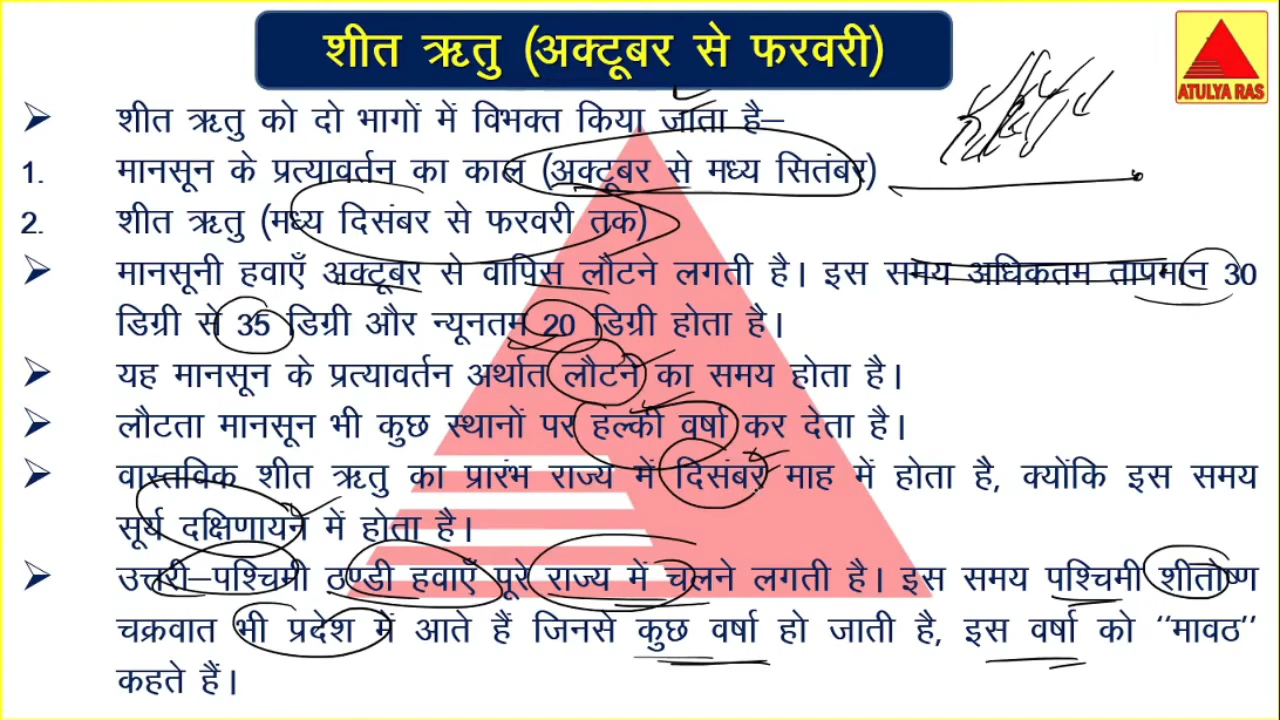 शीत ऋतु (अक्टूबर से फरवरी)
ATULYA RAS
➢ शीत ऋतु को दो भागों में विभक्त किया जाता है–
1. मानसून के प्रत्यावर्तन का काल (अक्टूबर से मध्य सितंबर)
2. शीत ऋतु (मध्य दिसंबर से फरवरी तक)
➢ मानसूनी हवाएँ अक्टूबर से वापिस लौटने लगती है। इस समय अधिकतम तापमान 30
डिग्री से 35 डिग्री और न्यूनतम 20 डिग्री होता है।
➢ यह मानसून के प्रत्यावर्तन अर्थात लौटने का समय होता है।
➢ लौटता मानसून भी कुछ स्थानों पर हल्की वर्षा कर देता है।
➢ वास्तविक शीत ऋतु का प्रारंभ राज्य में दिसंबर माह में होता है, क्योंकि इस समय
सूर्य दक्षिणायन में होता है।
➢ उत्तरी–पश्चिमी ठण्डी हवाएँ पूरे राज्य में चलने लगती है। इस समय पश्चिमी शीतोष्ण
चक्रवात भी प्रदेश में आते हैं जिनसे कुछ वर्षा हो जाती है, इस वर्षा को ‘‘मावठ’’
कहते हैं।